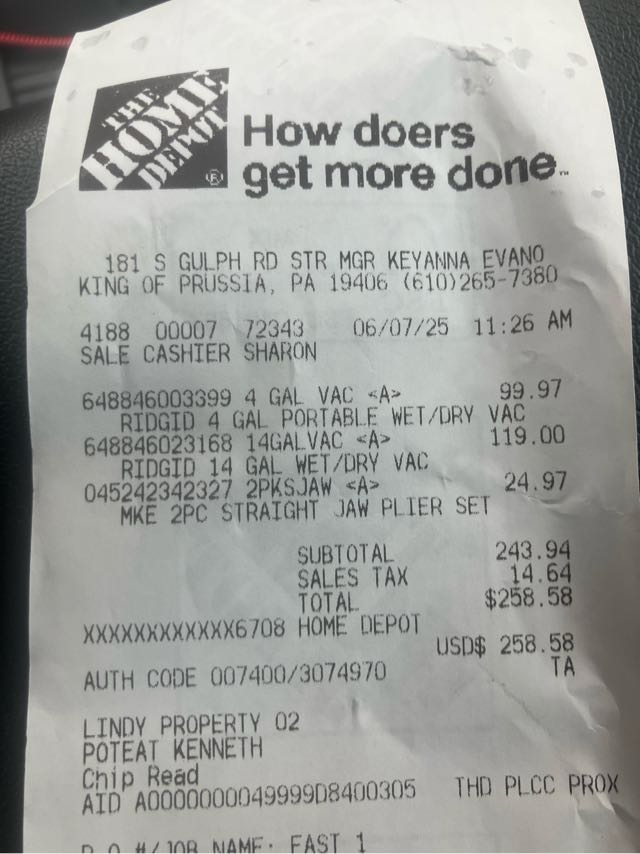 THE
HOME
DEPOT
How doers
get more done.™
181 S GULPH RD STR MGR KEYANNA EVANO
KING OF PRUSSIA, PA 19406 (610)265-7380
4188 00007 72343 06/07/25 11:26 AM
SALE CASHIER SHARON
648846003399 4 GAL VAC <A> 99.97
RIDGID 4 GAL PORTABLE WET/DRY VAC
648846023168 14GALVAC <A> 119.00
RIDGID 14 GAL WET/DRY VAC
045242342327 2PKSJAW <A> 24.97
MKE 2PC STRAIGHT JAW PLIER SET
SUBTOTAL 243.94
SALES TAX 14.64
TOTAL $258.58
XXXXXXXXXXXX6708 HOME DEPOT
USD$ 258.58
AUTH CODE 007400/3074970 TA
LINDY PROPERTY 02
POTEAT KENNETH
Chip Read
AID A0000000049999D8400305 THD PLCC PROX
P.O.#/JOB NAME: EAST 1